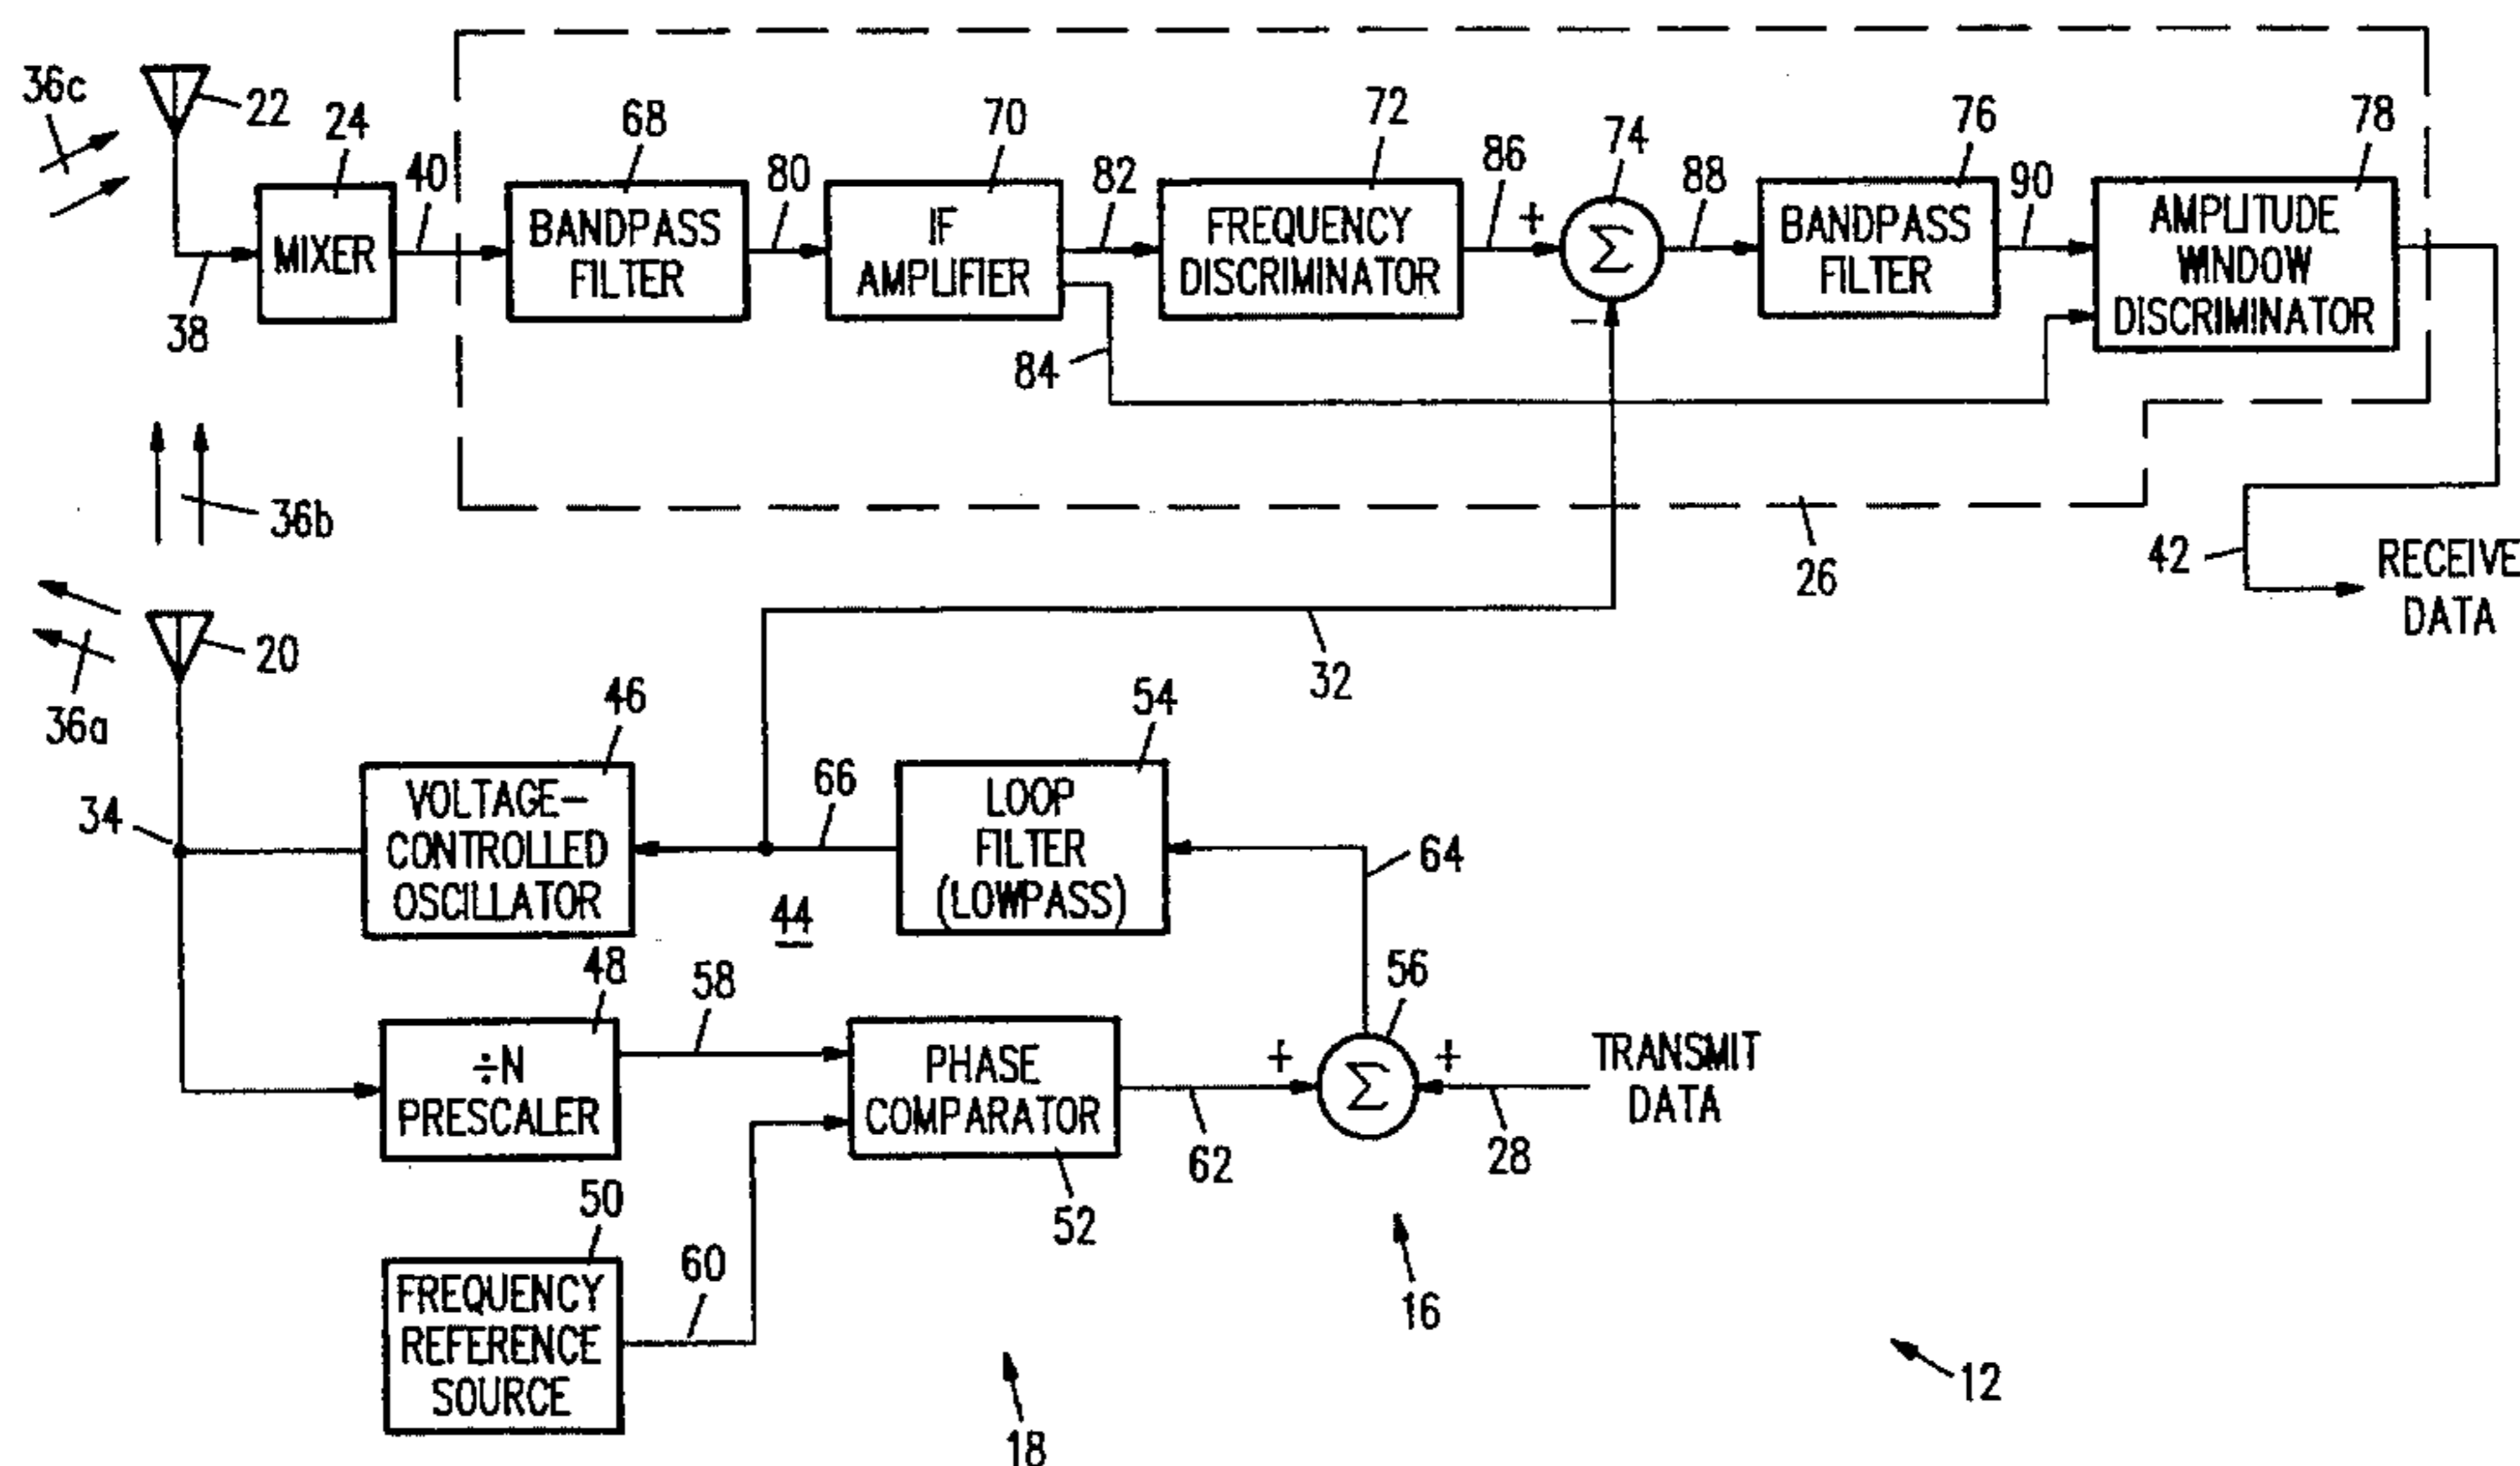 36c
22
24
40
68
80
70
82
72
86
74
88
76
90
78
MIXER
BANDPASS
FILTER
IF
AMPLIFIER
FREQUENCY
DISCRIMINATOR
+
Σ
−
BANDPASS
FILTER
AMPLITUDE
WINDOW
DISCRIMINATOR
38
84
36b
26
42
RECEIVE
DATA
20
36a
32
46
54
34
VOLTAGE-
CONTROLLED
OSCILLATOR
66
LOOP
FILTER
(LOWPASS)
64
44
48
58
56
÷N
PRESCALER
PHASE
COMPARATOR
+
Σ
+
TRANSMIT
DATA
62
28
50
60
52
FREQUENCY
REFERENCE
SOURCE
16
12
18